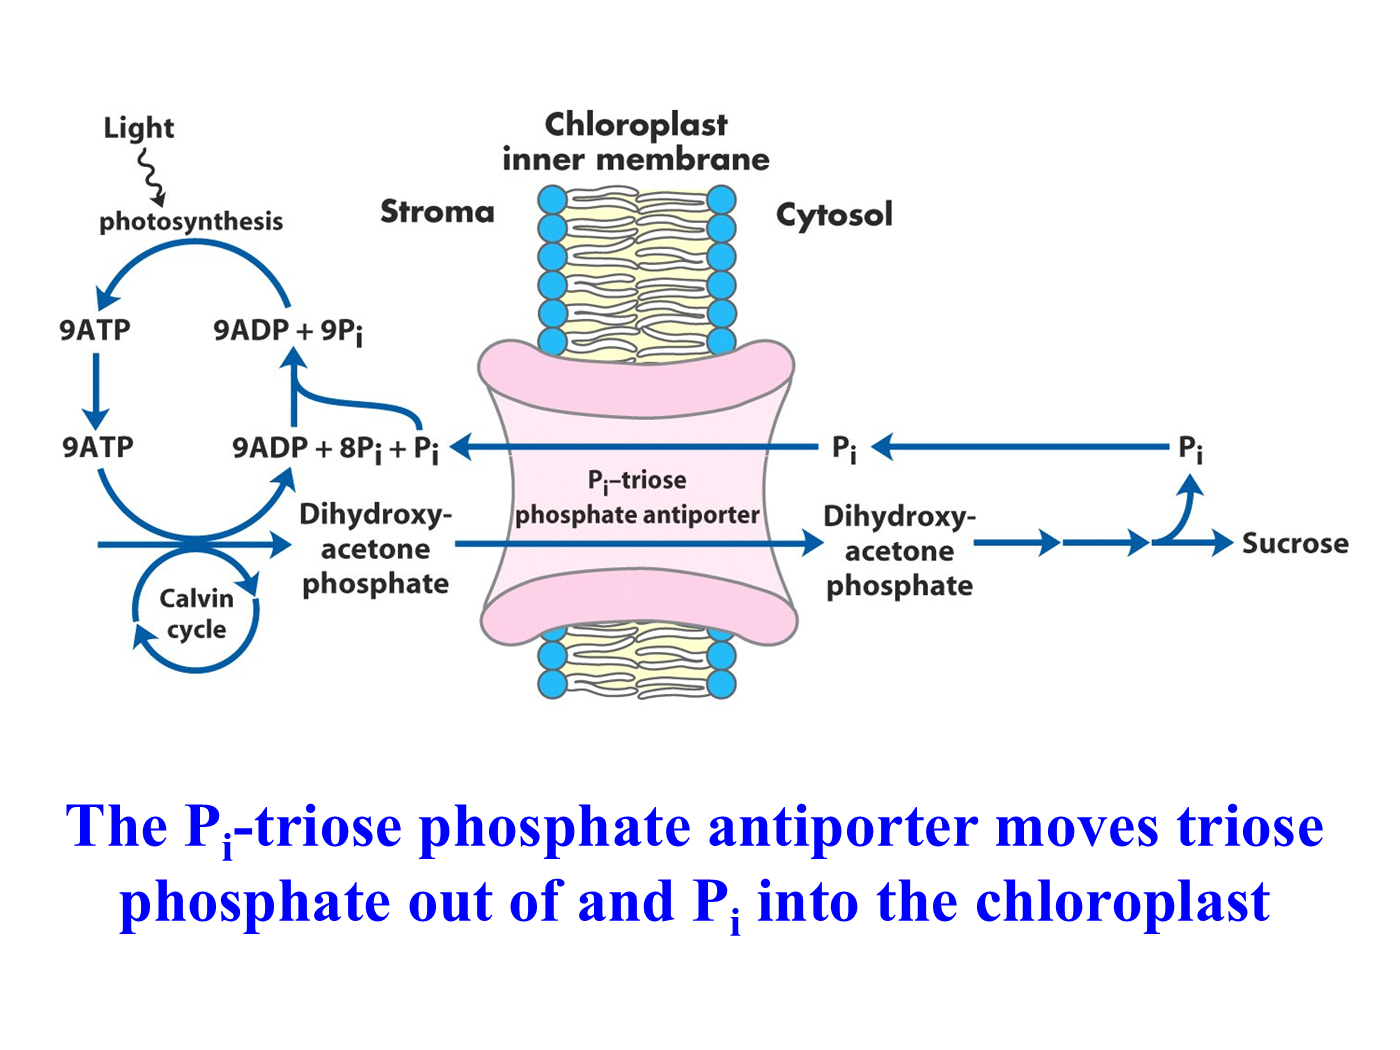 Light
photosynthesis
9ATP
9ADP + 9Pi
9ATP
9ADP + 8Pi + Pi
Calvin
cycle
Dihydroxy-
acetone
phosphate
Stroma
Chloroplast
inner membrane
Cytosol
Pi–triose
phosphate antiporter
Pi
Pi
Dihydroxy-
acetone
phosphate
Sucrose
The Pi-triose phosphate antiporter moves triose
phosphate out of and Pi into the chloroplast